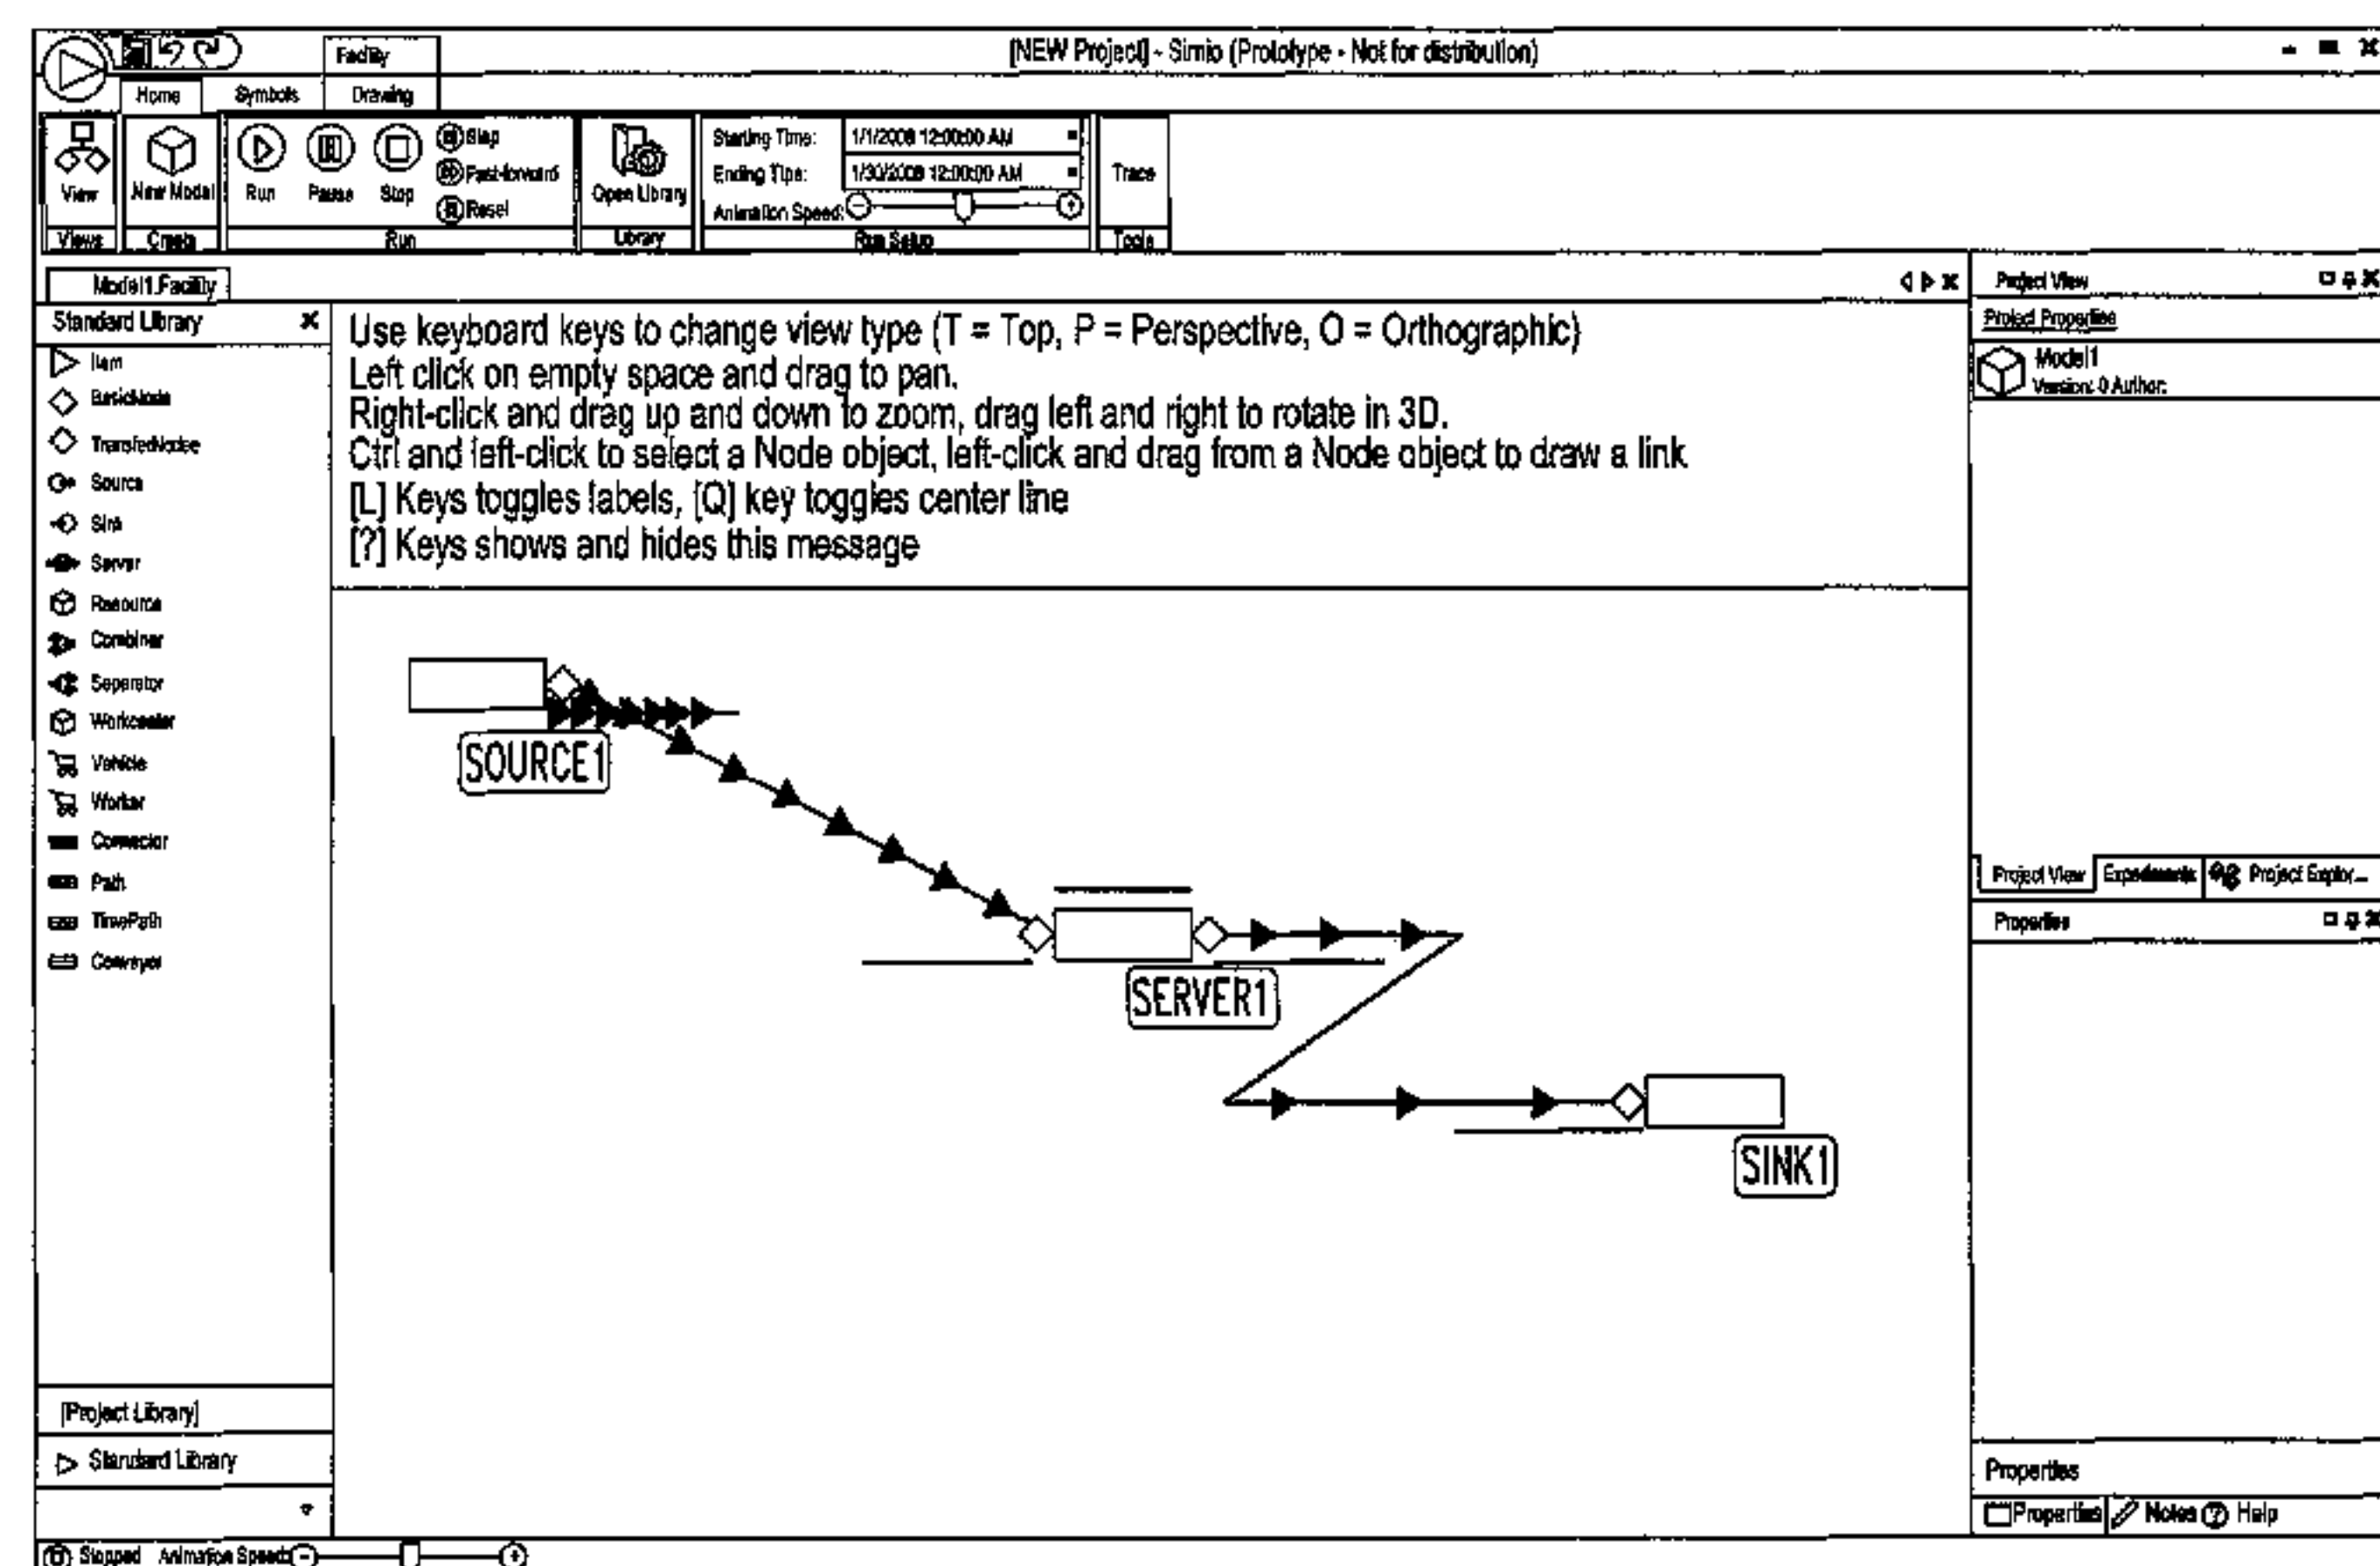 Facility
[NEW Project] - Simio (Prototype - Not for distribution)
Home Symbols Drawing
View
New Model
Run Pause Stop
Step
Fast-forward
Reset
Open Library
Starting Time: 1/1/2008 12:00:00 AM
Ending Tipe: 1/30/2008 12:00:00 AM
Animation Speed:
Trace
Views Create Run Library Run Setup Tools
Model1.Facility
Standard Library
Item
BasicNode
Source
Sink
Server
Resource
Combiner
Separator
Workcenter
Vehicle
Worker
Connector
Path
TimePath
Conveyor
[Project Library]
Standard Library
Use keyboard keys to change view type (T = Top, P = Perspective, O = Orthographic)
Left click on empty space and drag to pan.
Right-click and drag up and down to zoom, drag left and right to rotate in 3D.
Ctrl and left-click to select a Node object, left-click and drag from a Node object to draw a link
[L] Keys toggles labels, [Q] key toggles center line
[?] Keys shows and hides this message
SOURCE1
SERVER1
SINK1
Project View
Project Properties
Model1
Version: 0 Author:
Project View Experiments Project Explor...
Properties
Properties
Properties Notes Help
Stopped Animation Speed: